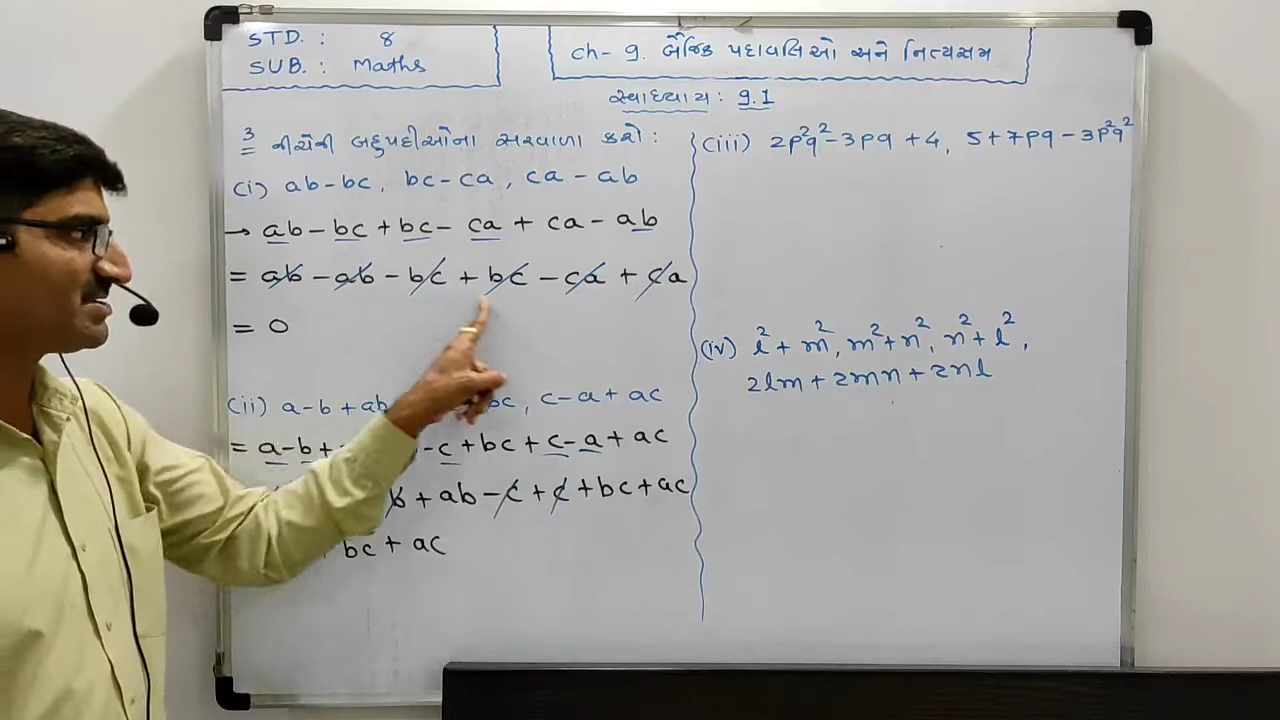 STD. : 8
SUB. : Maths
ch- 9. બૈજિક પદાવલિઓ અને નિત્યસમ
સ્વાધ્યાય : 9.1
3 નીચેની બહુપદીઓના સરવાળા કરો :
(i) ab-bc, bc-ca, ca-ab
→ ab-bc+bc-ca+ca-ab
= ab-ab-bc+bc-ca+ca
= 0
(ii) a-b+ab bc, c-a+ac
= a-b+ -c+bc+c-a+ac
b+ab-c+c+bc+ac
bc+ac
(iii) 2p²q²-3pq+4, 5+7pq-3p²q²
(iv) l²+m², m²+n², n²+l²,
2lm+2mn+2nl